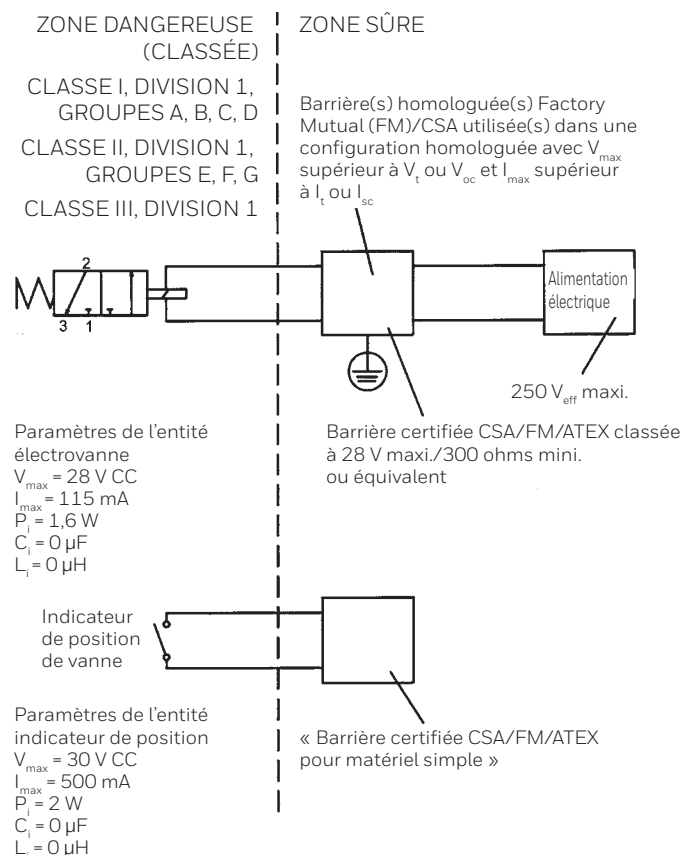 ZONE DANGEREUSE
(CLASSÉE)
CLASSE I, DIVISION 1,
GROUPES A, B, C, D
CLASSE II, DIVISION 1,
GROUPES E, F, G
CLASSE III, DIVISION 1
ZONE SÛRE
Barrière(s) homologuée(s) Factory
Mutual (FM)/CSA utilisée(s) dans une
configuration homologuée avec Vmax
supérieur à Vt ou Voc et Imax supérieur
à It ou Isc
2
3 1
Alimentation
électrique
250 Veff maxi.
Barrière certifiée CSA/FM/ATEX classée
à 28 V maxi./300 ohms mini.
ou équivalent
Paramètres de l'entité
électrovanne
Vmax = 28 V CC
Imax = 115 mA
Pi = 1,6 W
Ci = 0 µF
Li = 0 µH
Indicateur
de position
de vanne
Paramètres de l'entité
indicateur de position
Vmax = 30 V CC
Imax = 500 mA
Pi = 2 W
Ci = 0 µF
Li = 0 µH
« Barrière certifiée CSA/FM/ATEX
pour matériel simple »